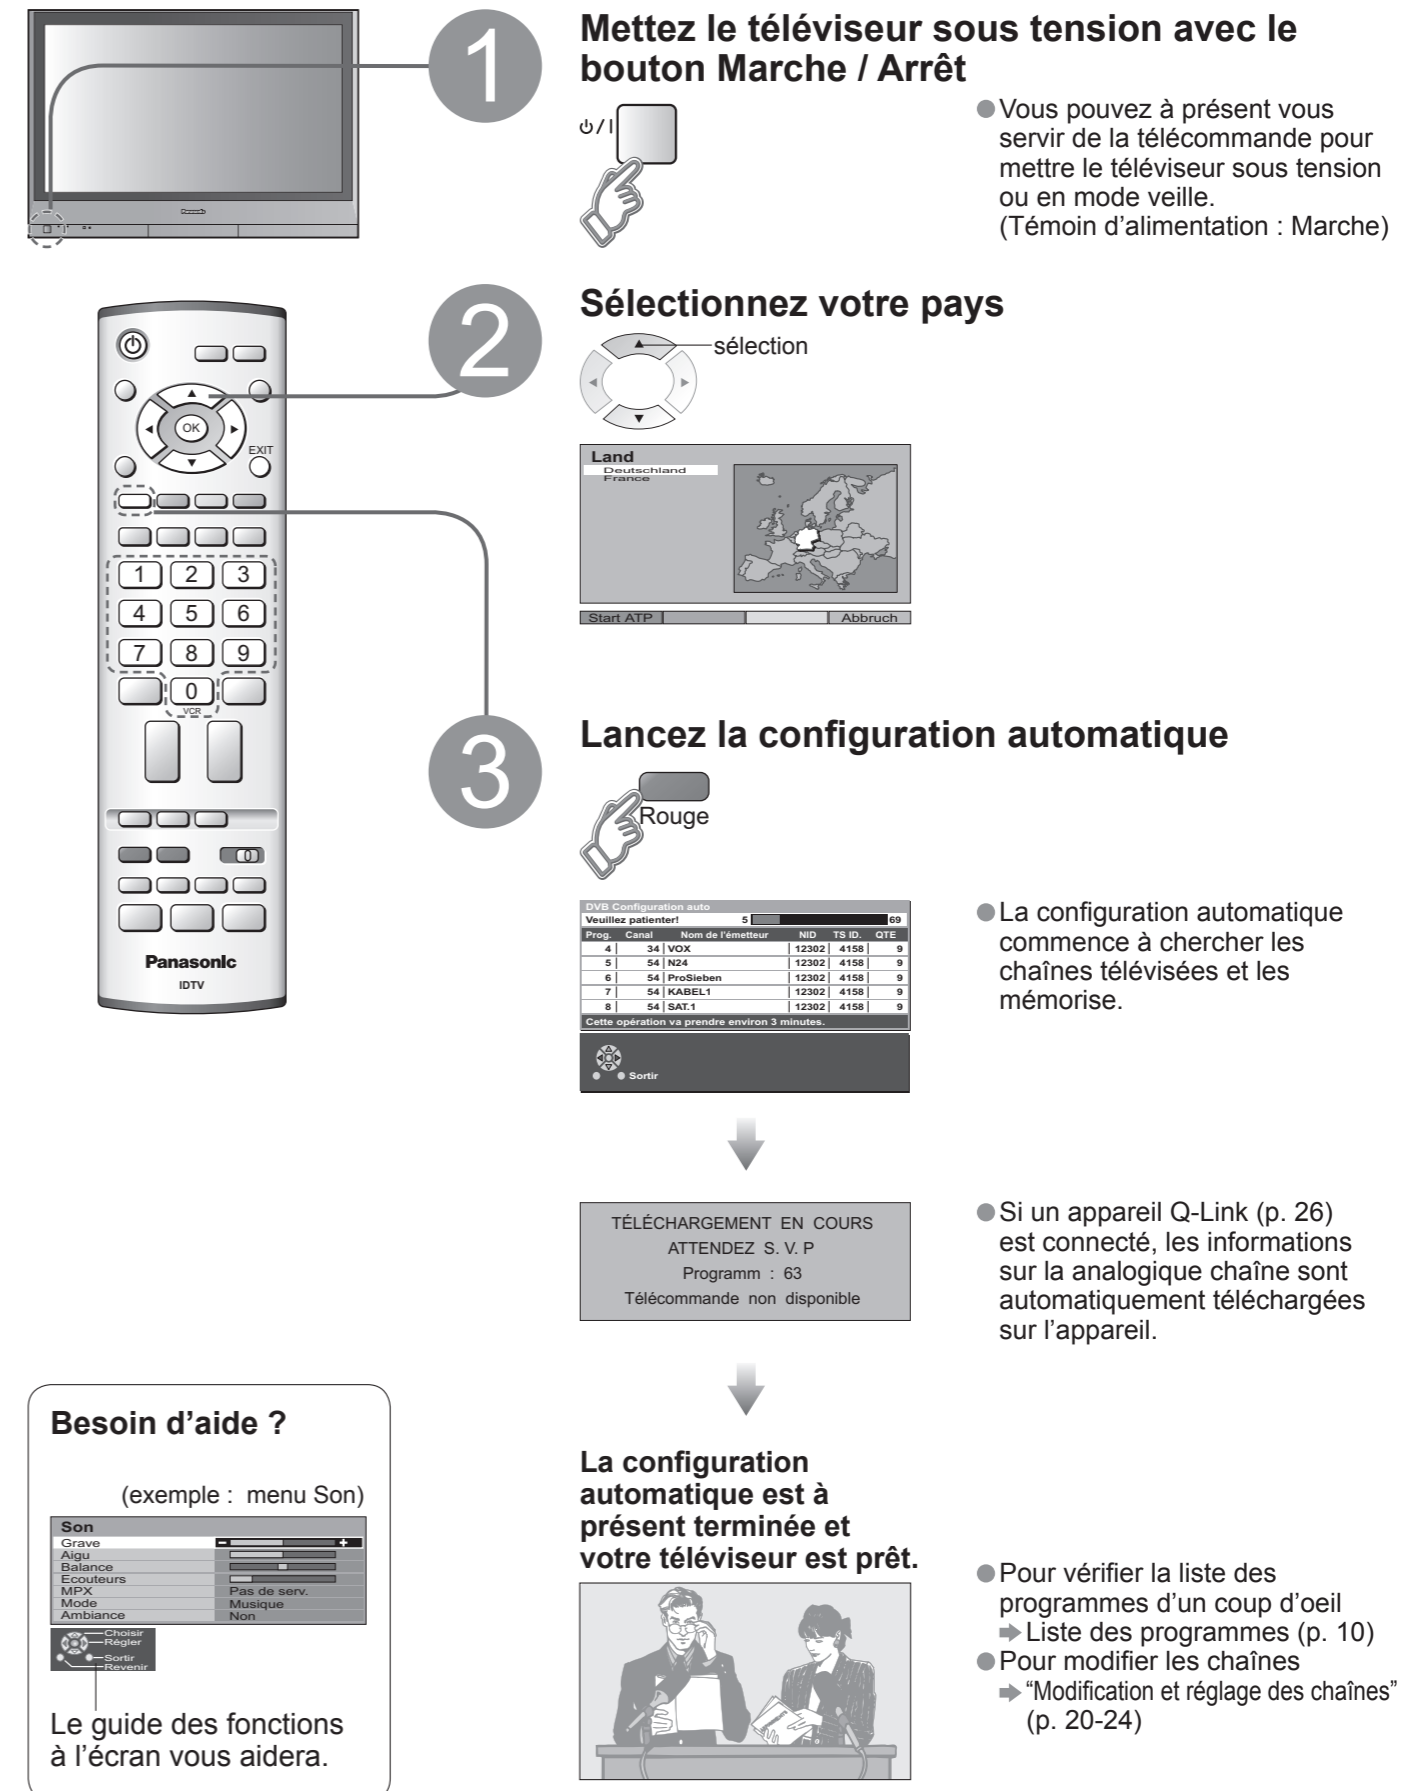 Panasonic
1
Mettez le téléviseur sous tension avec le
bouton Marche / Arrêt
⏻/I
●Vous pouvez à présent vous
servir de la télécommande pour
mettre le téléviseur sous tension
ou en mode veille.
(Témoin d’alimentation : Marche)
2
Sélectionnez votre pays
sélection
Land
Deutschland
France
Start ATP
Abbruch
OK
EXIT
1 2 3
4 5 6
7 8 9
0
VCR
Panasonic
IDTV
3
Lancez la configuration automatique
Rouge
DVB Configuration auto
Veuillez patienter! 5 69
Prog. Canal Nom de l’émetteur NID TS ID. QTE
4 34 VOX 12302 4158 9
5 54 N24 12302 4158 9
6 54 ProSieben 12302 4158 9
7 54 KABEL1 12302 4158 9
8 54 SAT.1 12302 4158 9
Cette opération va prendre environ 3 minutes.
Sortir
●La configuration automatique
commence à chercher les
chaînes télévisées et les
mémorise.
TÉLÉCHARGEMENT EN COURS
ATTENDEZ S. V. P
Programm : 63
Télécommande non disponible
●Si un appareil Q-Link (p. 26)
est connecté, les informations
sur la analogique chaîne sont
automatiquement téléchargées
sur l’appareil.
La configuration
automatique est à
présent terminée et
votre téléviseur est prêt.
●Pour vérifier la liste des
programmes d’un coup d’oeil
➡Liste des programmes (p. 10)
●Pour modifier les chaînes
➡“Modification et réglage des chaînes”
(p. 20-24)
Besoin d’aide ?
(exemple : menu Son)
Son
Grave - +
Aigu
Balance
Ecouteurs
MPX Pas de serv.
Mode Musique
Ambiance Non
Choisir
Régler
Sortir
Revenir
Le guide des fonctions
à l’écran vous aidera.